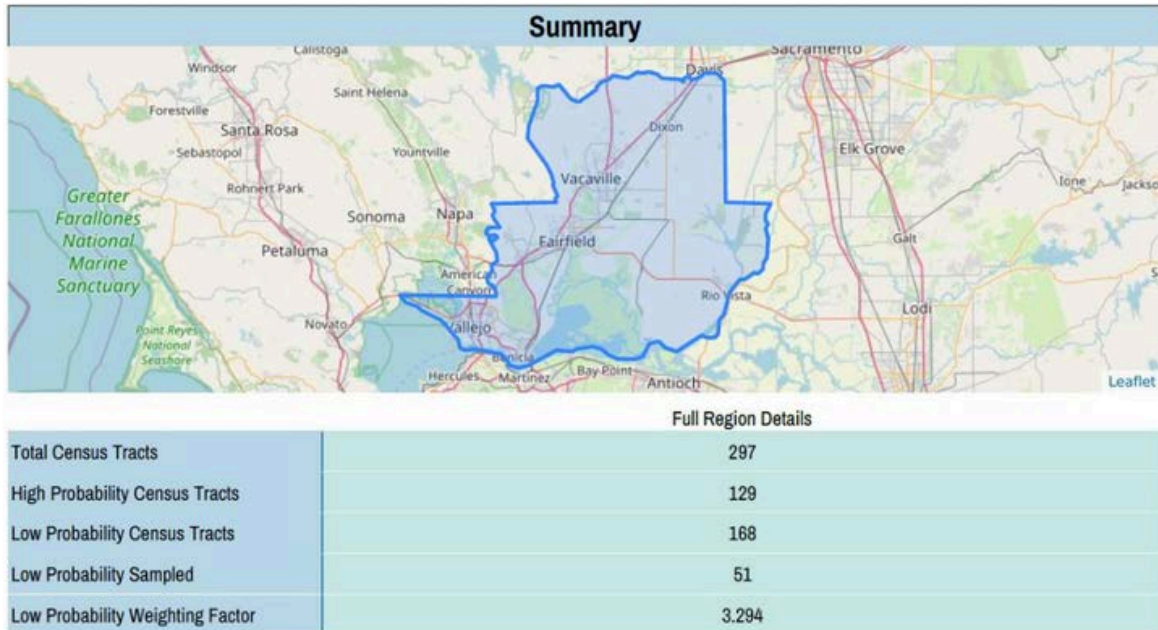 Summary
Calistoga
Sacramento
Windsor
Davis
Saint Helena
Forestville
Dixon
Santa Rosa
Elk Grove
Sebastopol
Yountville
Vacaville
Ione
Jackso
Rohnert Park
Greater
Farallones
National
Marine
Sanctuary
Sonoma
Napa
Petaluma
Fairfield
Galt
American
Canyon
Rio Vista
Lodi
Novato
Vallejo
Point Reyes
National
Seashore
Benicia
Hercules
Martinez
Bay Point
Antioch
Leaflet
Full Region Details
Total Census Tracts 297
High Probability Census Tracts 129
Low Probability Census Tracts 168
Low Probability Sampled 51
Low Probability Weighting Factor 3.294